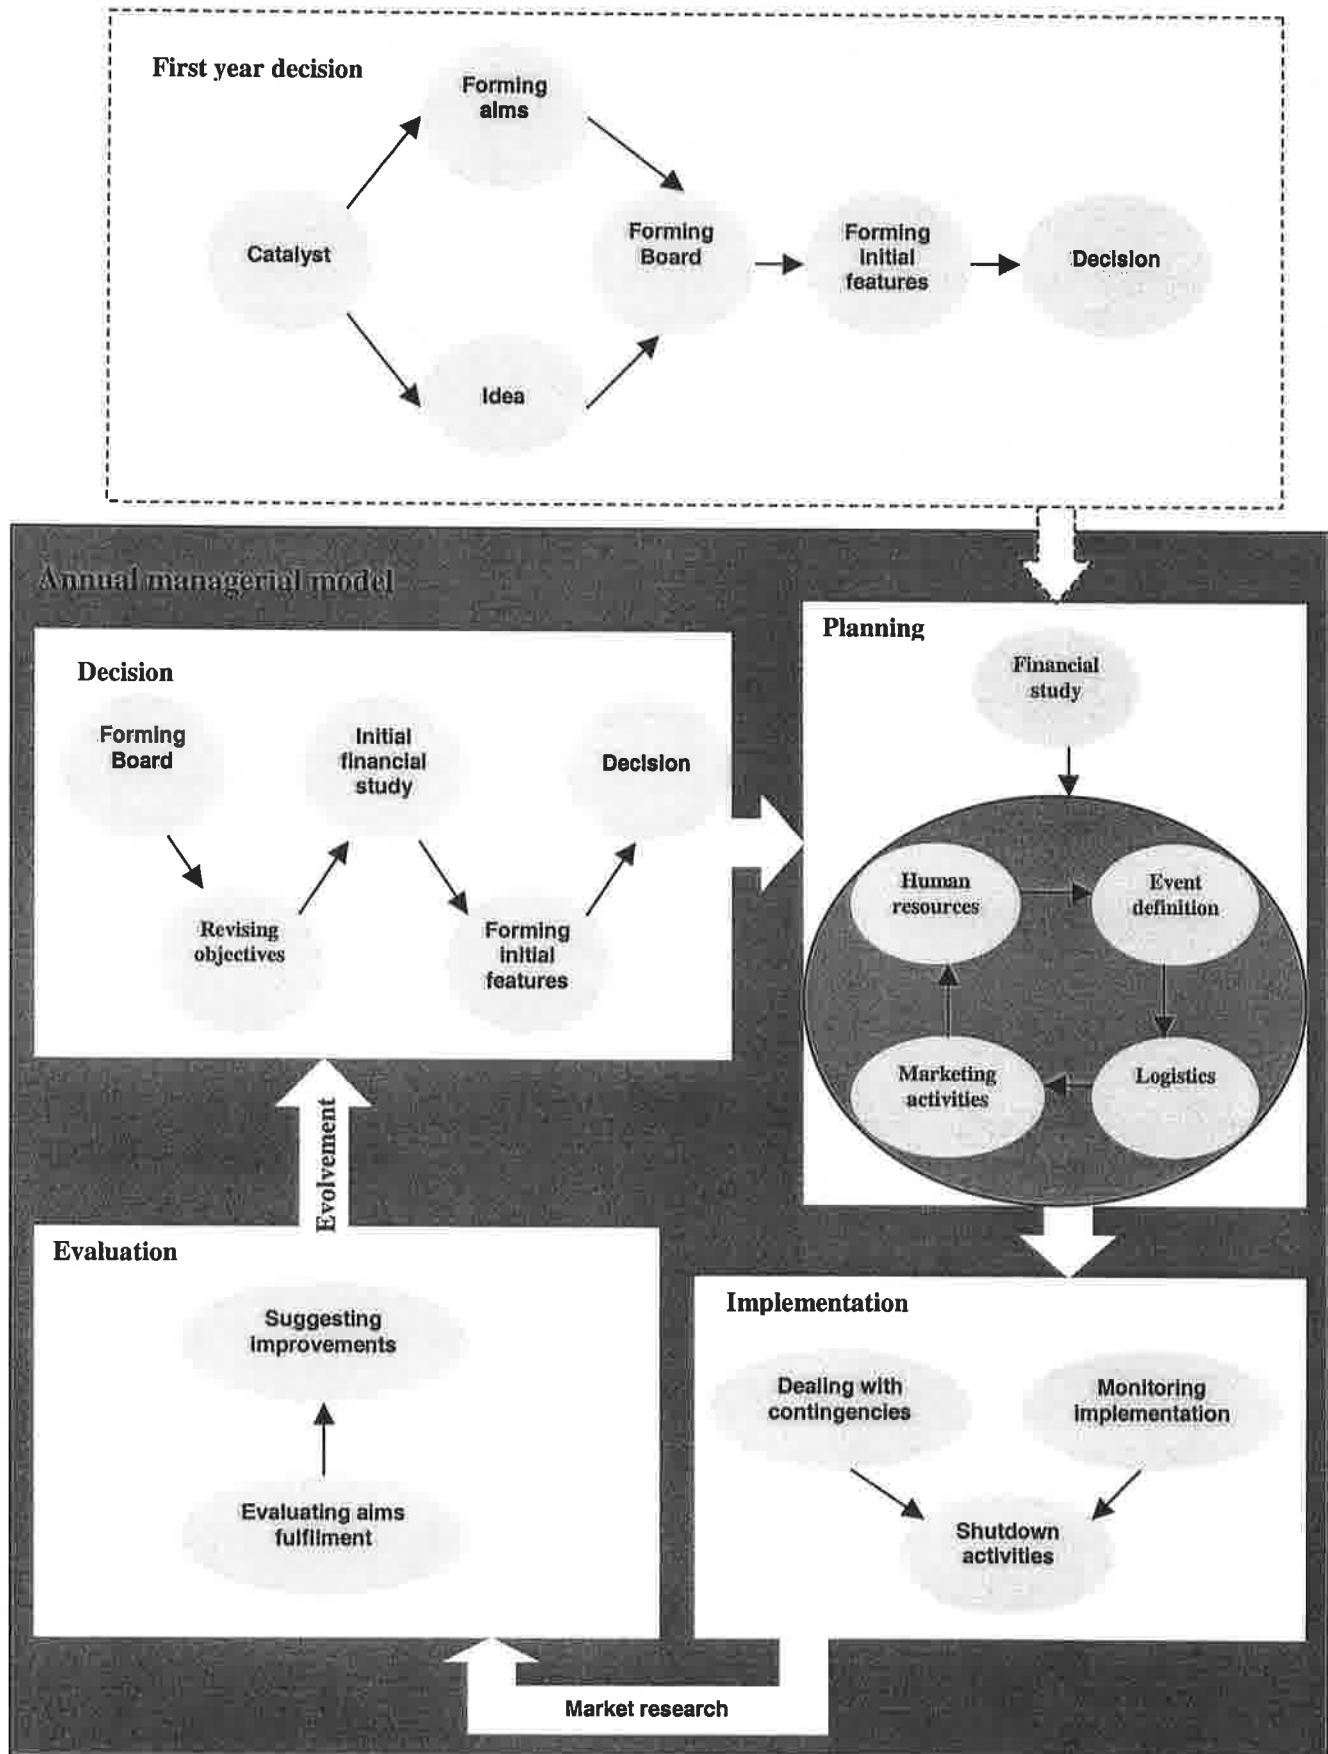 First year decision
Forming
aims
Catalyst
Forming
Board
Forming
initial
features
Decision
Idea
Annual managerial model
Decision
Forming
Board
Initial
financial
study
Decision
Revising
objectives
Forming
initial
features
Planning
Financial
study
Human
resources
Event
definition
Marketing
activities
Logistics
Evolvement
Evaluation
Suggesting
improvements
Evaluating aims
fulfilment
Implementation
Dealing with
contingencies
Monitoring
implementation
Shutdown
activities
Market research